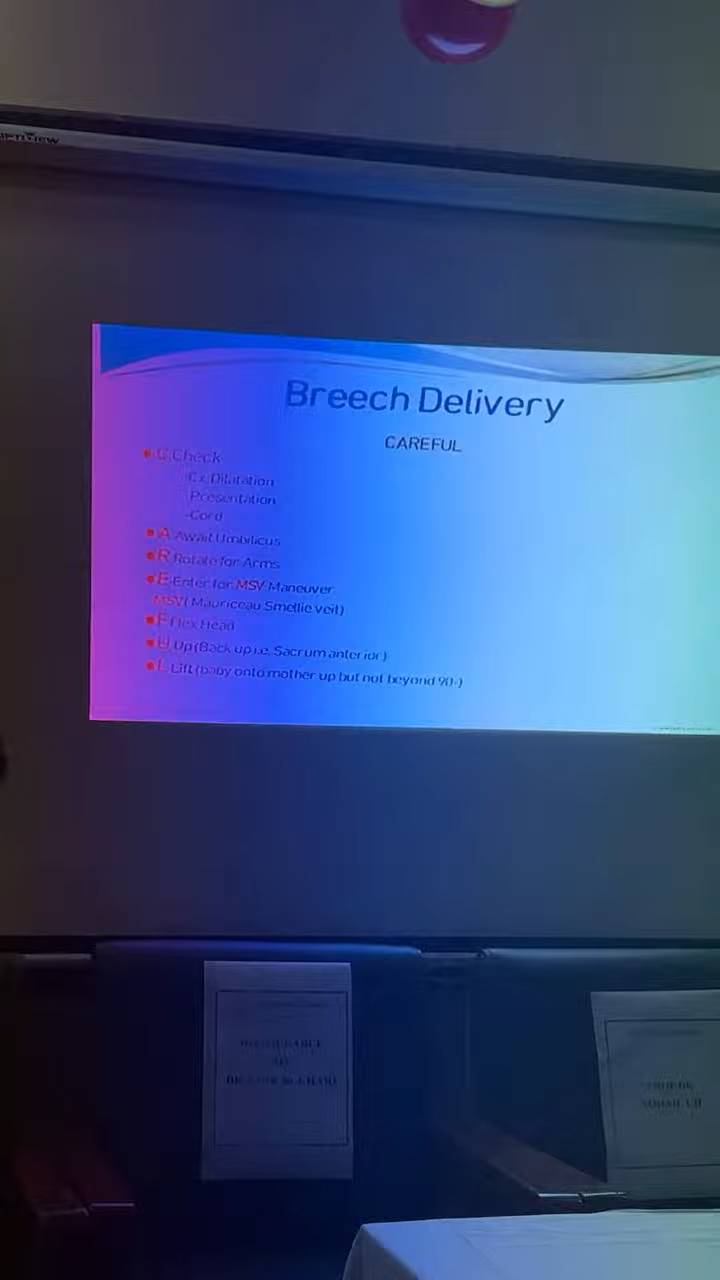 Breech Delivery
CAREFUL
C Check
-Cx Dilatation
Presentation
-Cord
A Await Umbilicus
R Rotate for Arms
E Enter for MSV Maneuver
MSV( Mauriceau Smellie veit)
F Flex Head
U Up (Back up i.e. Sacrum anterior)
L Lift (baby onto mother up but not beyond 90◦)